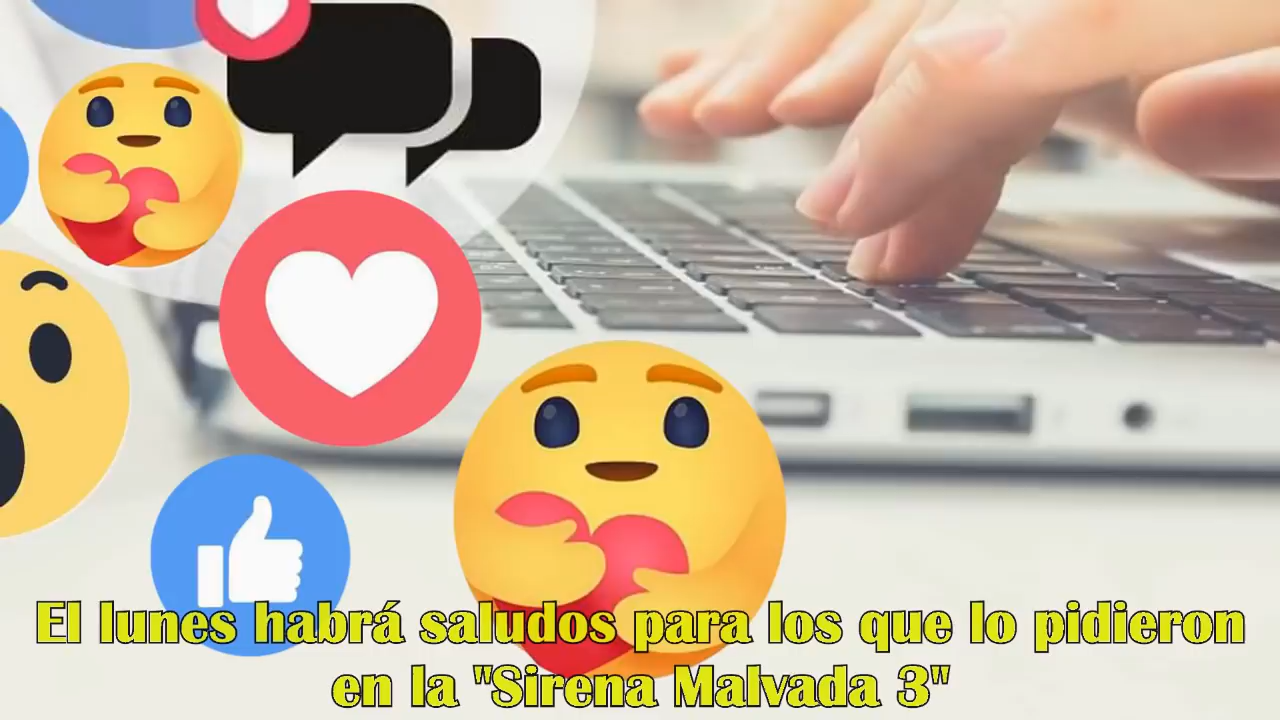 El lunes habrá saludos para los que lo pidieron
en la "Sirena Malvada 3"